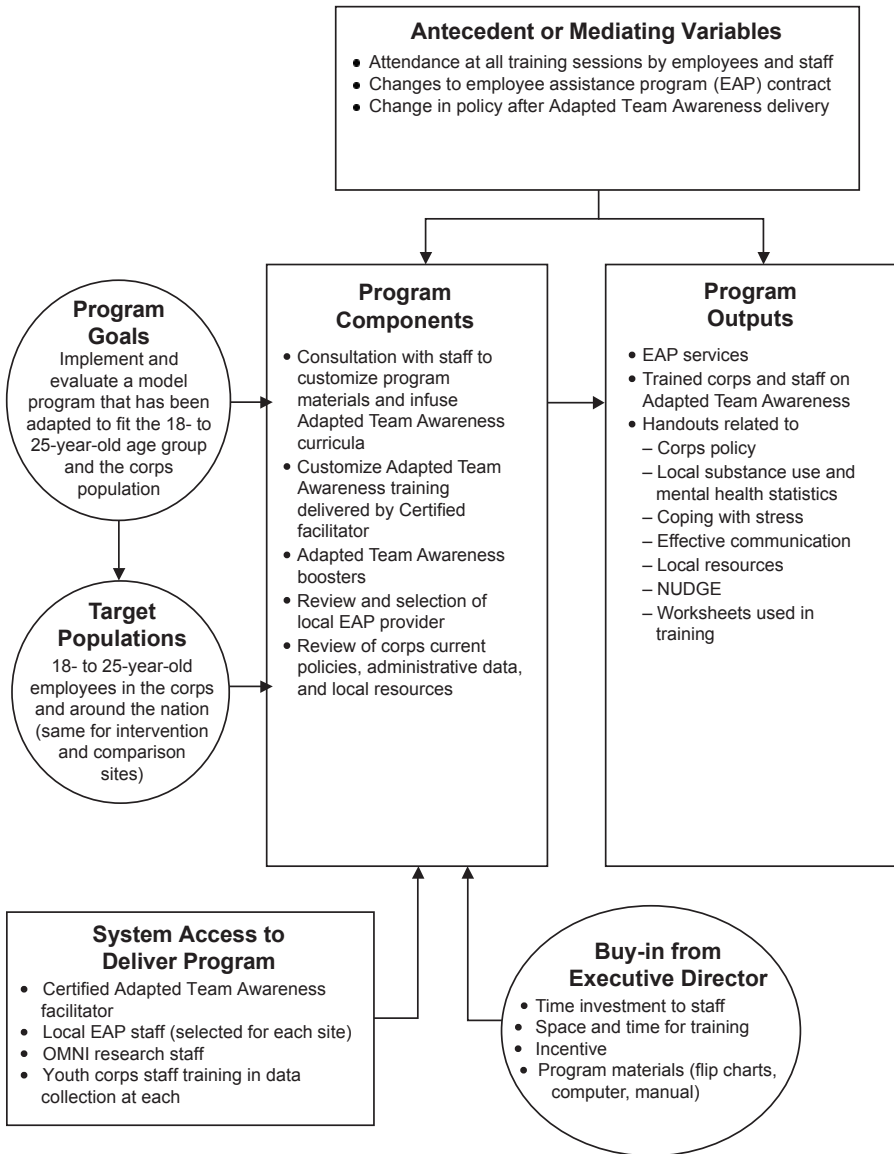 Antecedent or Mediating Variables
• Attendance at all training sessions by employees and staff
• Changes to employee assistance program (EAP) contract
• Change in policy after Adapted Team Awareness delivery
Program
Goals
Implement and
evaluate a model
program that has been
adapted to fit the 18- to
25-year-old age group
and the corps
population
Target
Populations
18- to 25-year-old
employees in the corps
and around the nation
(same for intervention
and comparison
sites)
Program
Components
• Consultation with staff to
customize program
materials and infuse
Adapted Team Awareness
curricula
• Customize Adapted Team
Awareness training
delivered by Certified
facilitator
• Adapted Team Awareness
boosters
• Review and selection of
local EAP provider
• Review of corps current
policies, administrative data,
and local resources
Program
Outputs
• EAP services
• Trained corps and staff on
Adapted Team Awareness
• Handouts related to
– Corps policy
– Local substance use and
mental health statistics
– Coping with stress
– Effective communication
– Local resources
– NUDGE
– Worksheets used in
training
System Access to
Deliver Program
• Certified Adapted Team Awareness
facilitator
• Local EAP staff (selected for each site)
• OMNI research staff
• Youth corps staff training in data
collection at each
Buy-in from
Executive Director
• Time investment to staff
• Space and time for training
• Incentive
• Program materials (flip charts,
computer, manual)